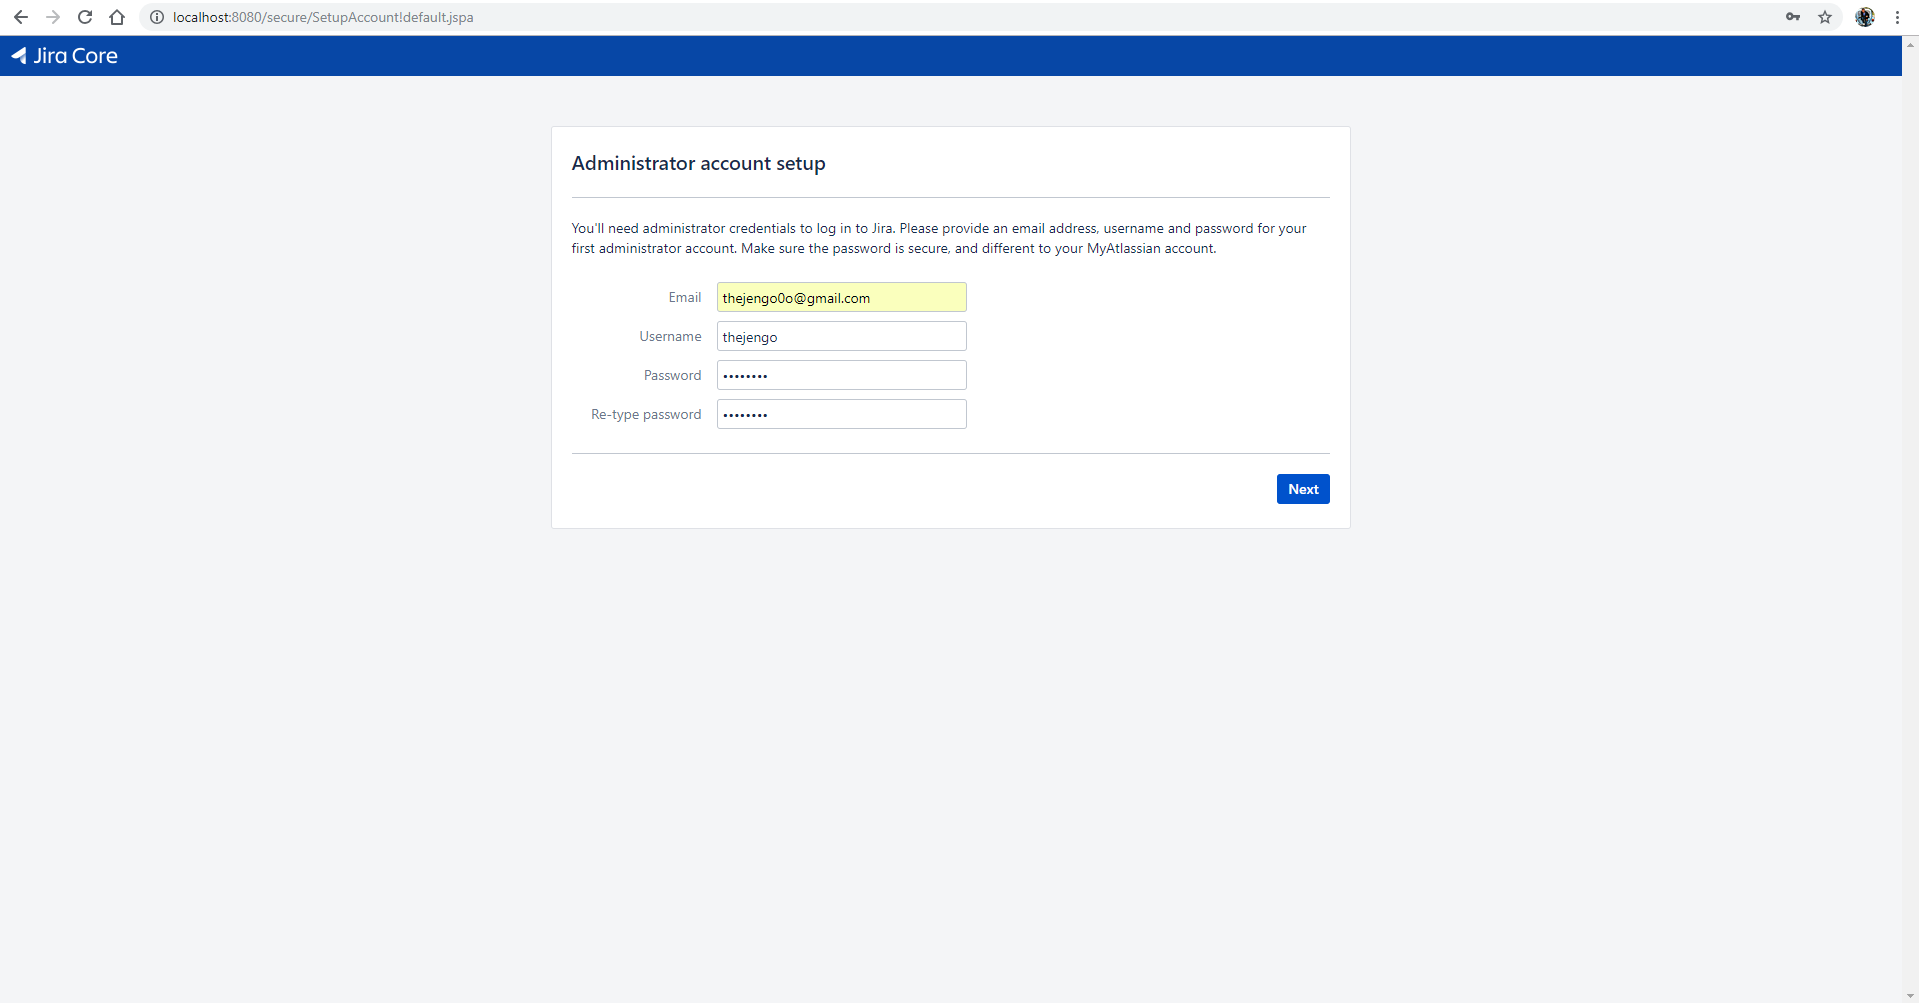 localhost:8080/secure/SetupAccount!default.jspa
Jira Core
Administrator account setup
You'll need administrator credentials to log in to Jira. Please provide an email address, username and password for your
first administrator account. Make sure the password is secure, and different to your MyAtlassian account.
Email thejengo0o@gmail.com
Username thejengo
Password ••••••••
Re-type password ••••••••
Next